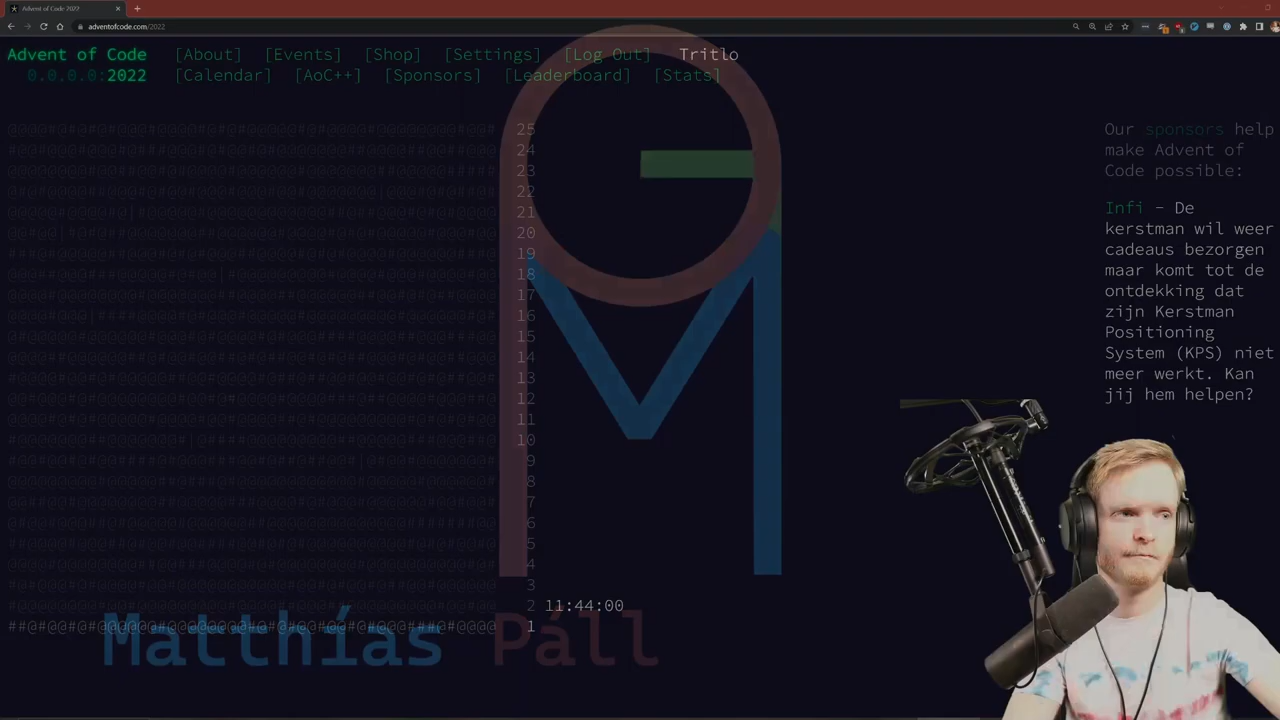 Advent of Code 2022
adventofcode.com/2022
Advent of Code [About] [Events] [Shop] [Settings] [Log Out] Tritlo
0.0.0.0:2022 [Calendar] [AoC++] [Sponsors] [Leaderboard] [Stats]
25
24
23
22
21
20
19
18
17
16
15
14
13
12
11
10
9
8
7
6
5
4
3
2 11:44:00
1
Our sponsors help
make Advent of
Code possible:
Infi - De
kerstman wil weer
cadeaus bezorgen
maar komt tot de
ontdekking dat
zijn Kerstman
Positioning
System (KPS) niet
meer werkt. Kan
jij hem helpen?
Matthías Páll